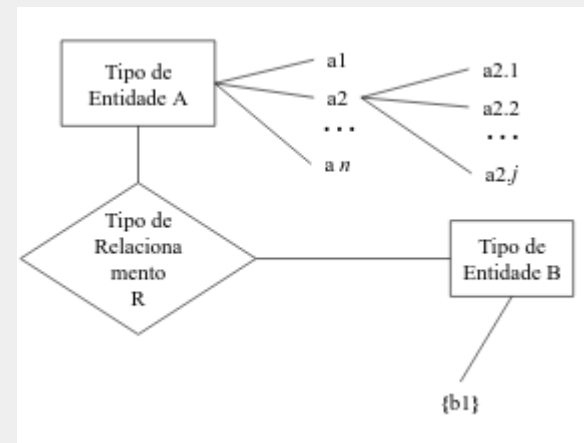 Tipo de
Entidade A
a1
a2
...
a n
a2.1
a2.2
...
a2.j
Tipo de
Relaciona
mento
R
Tipo de
Entidade B
{b1}